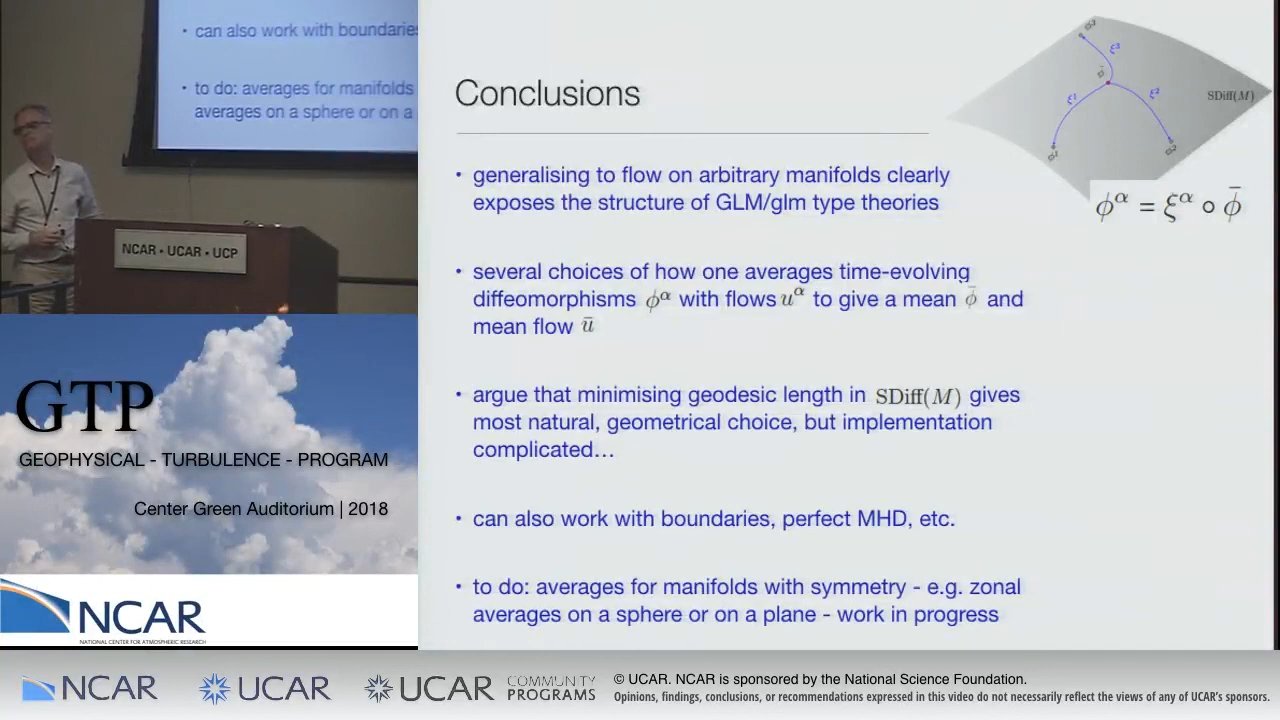 can also work with boundaries
to do: averages for manifolds
averages on a sphere or on a
NCAR • UCAR • UCP
GTP
GEOPHYSICAL - TURBULENCE - PROGRAM
Center Green Auditorium | 2018
NCAR
NATIONAL CENTER FOR ATMOSPHERIC RESEARCH
Conclusions
• generalising to flow on arbitrary manifolds clearly
exposes the structure of GLM/glm type theories
• several choices of how one averages time-evolving
diffeomorphisms ϕ^α with flows u^α to give a mean ϕ̄ and
mean flow ū
• argue that minimising geodesic length in SDiff(M) gives
most natural, geometrical choice, but implementation
complicated…
• can also work with boundaries, perfect MHD, etc.
• to do: averages for manifolds with symmetry - e.g. zonal
averages on a sphere or on a plane - work in progress
ξ³
ϕ̄
ξ¹
ξ²
SDiff(M)
ϕ^α = ξ^α ∘ ϕ̄
NCAR
UCAR
UCAR
COMMUNITY
PROGRAMS
© UCAR. NCAR is sponsored by the National Science Foundation.
Opinions, findings, conclusions, or recommendations expressed in this video do not necessarily reflect the views of any of UCAR's sponsors.